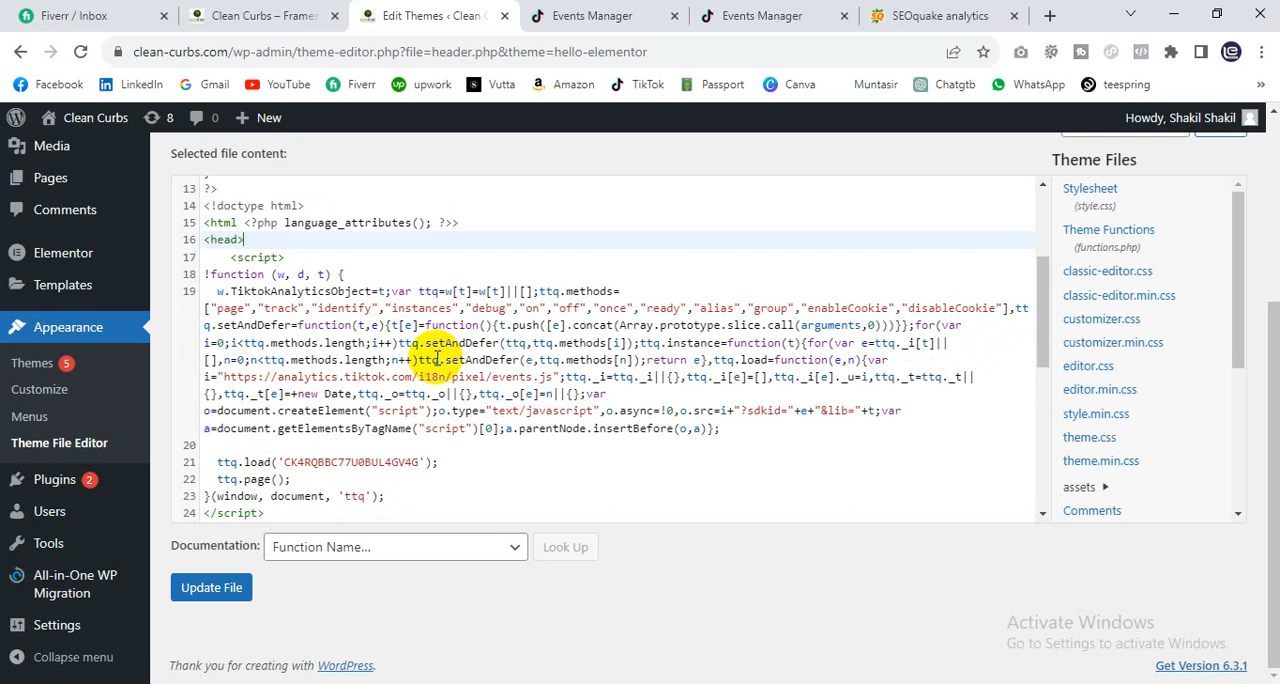 Fiverr / Inbox
Clean Curbs – Frames
Edit Themes ‹ Clean C
Events Manager
Events Manager
SEOquake analytics
clean-curbs.com/wp-admin/theme-editor.php?file=header.php&theme=hello-elementor
Facebook
LinkedIn
Gmail
YouTube
Fiverr
upwork
Vutta
Amazon
TikTok
Passport
Canva
Muntasir
Chatgtb
WhatsApp
teespring
»
Clean Curbs
8
0
New
Howdy, Shakil Shakil
Media
Pages
Comments
Elementor
Templates
Appearance
Themes 5
Customize
Menus
Theme File Editor
Plugins 2
Users
Tools
All-in-One WP
Migration
Settings
Collapse menu
Selected file content:
13 ?>
14 <!doctype html>
15 <html <?php language_attributes(); ?>>
16 <head>
17 <script>
18 !function (w, d, t) {
19 w.TiktokAnalyticsObject=t;var ttq=w[t]=w[t]||[];ttq.methods=
["page","track","identify","instances","debug","on","off","once","ready","alias","group","enableCookie","disableCookie"],tt
q.setAndDefer=function(t,e){t[e]=function(){t.push([e].concat(Array.prototype.slice.call(arguments,0)))}};for(var
i=0;i<ttq.methods.length;i++)ttq.setAndDefer(ttq,ttq.methods[i]);ttq.instance=function(t){for(var e=ttq._i[t]||
[],n=0;n<ttq.methods.length;n++)ttq.setAndDefer(e,ttq.methods[n]);return e},ttq.load=function(e,n){var
i="https://analytics.tiktok.com/i18n/pixel/events.js";ttq._i=ttq._i||{},ttq._i[e]=[],ttq._i[e]._u=i,ttq._t=ttq._t||
{},ttq._t[e]=+new Date,ttq._o=ttq._o||{},ttq._o[e]=n||{};var
o=document.createElement("script");o.type="text/javascript",o.async=!0,o.src=i+"?sdkid="+e+"&lib="+t;var
a=document.getElementsByTagName("script")[0];a.parentNode.insertBefore(o,a)};
20
21 ttq.load('CK4RQBBC77U0BUL4GV4G');
22 ttq.page();
23 }(window, document, 'ttq');
24 </script>
Theme Files
Stylesheet
(style.css)
Theme Functions
(functions.php)
classic-editor.css
classic-editor.min.css
customizer.css
customizer.min.css
editor.css
editor.min.css
style.min.css
theme.css
theme.min.css
assets
Comments
Documentation:
Function Name...
Look Up
Update File
Activate Windows
Go to Settings to activate Windows.
Thank you for creating with WordPress.
Get Version 6.3.1